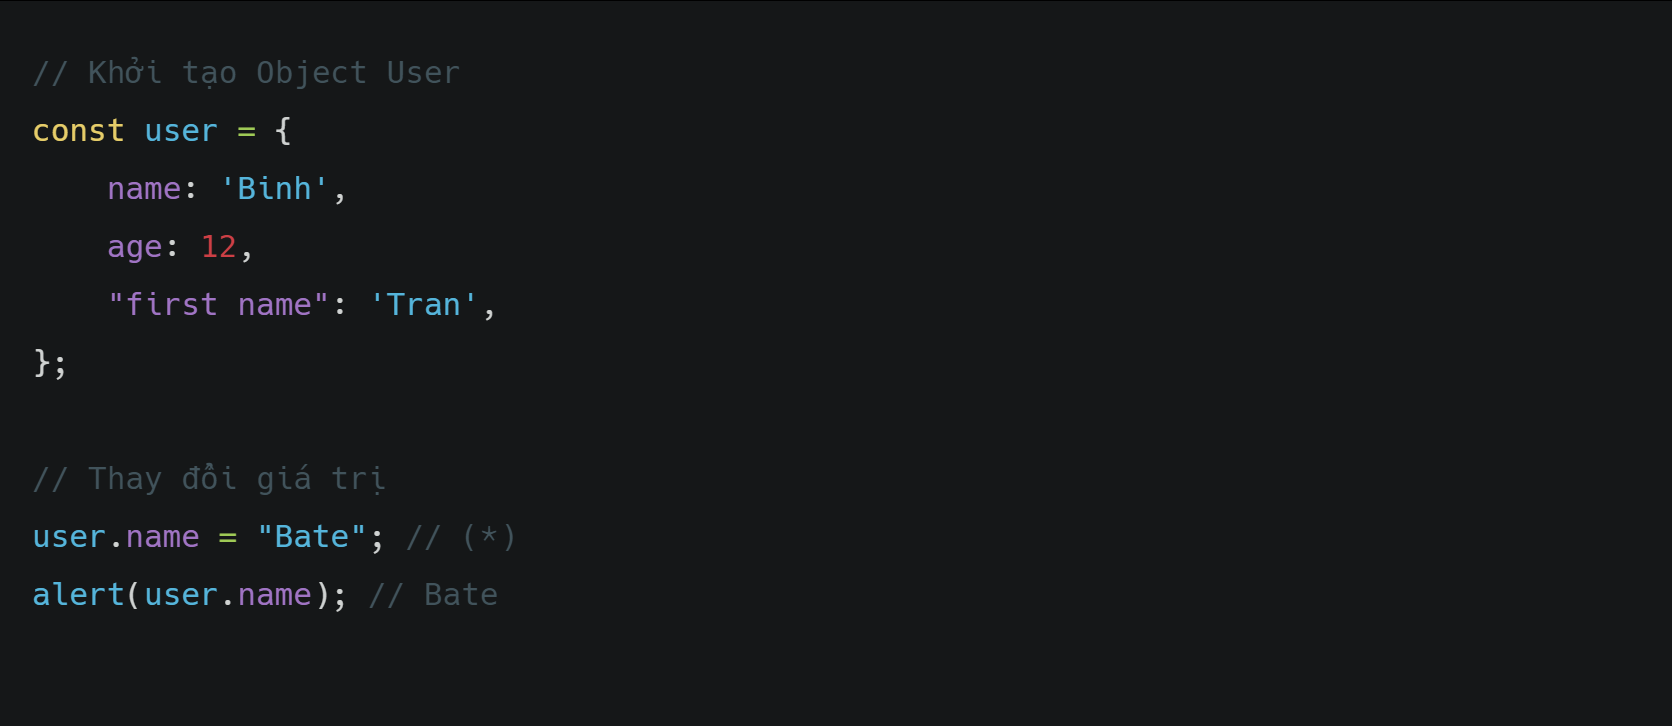 // Khởi tạo Object User
const user = {
    name: 'Binh',
    age: 12,
    "first name": 'Tran',
};
// Thay đổi giá trị
user.name = "Bate"; // (*)
alert(user.name); // Bate